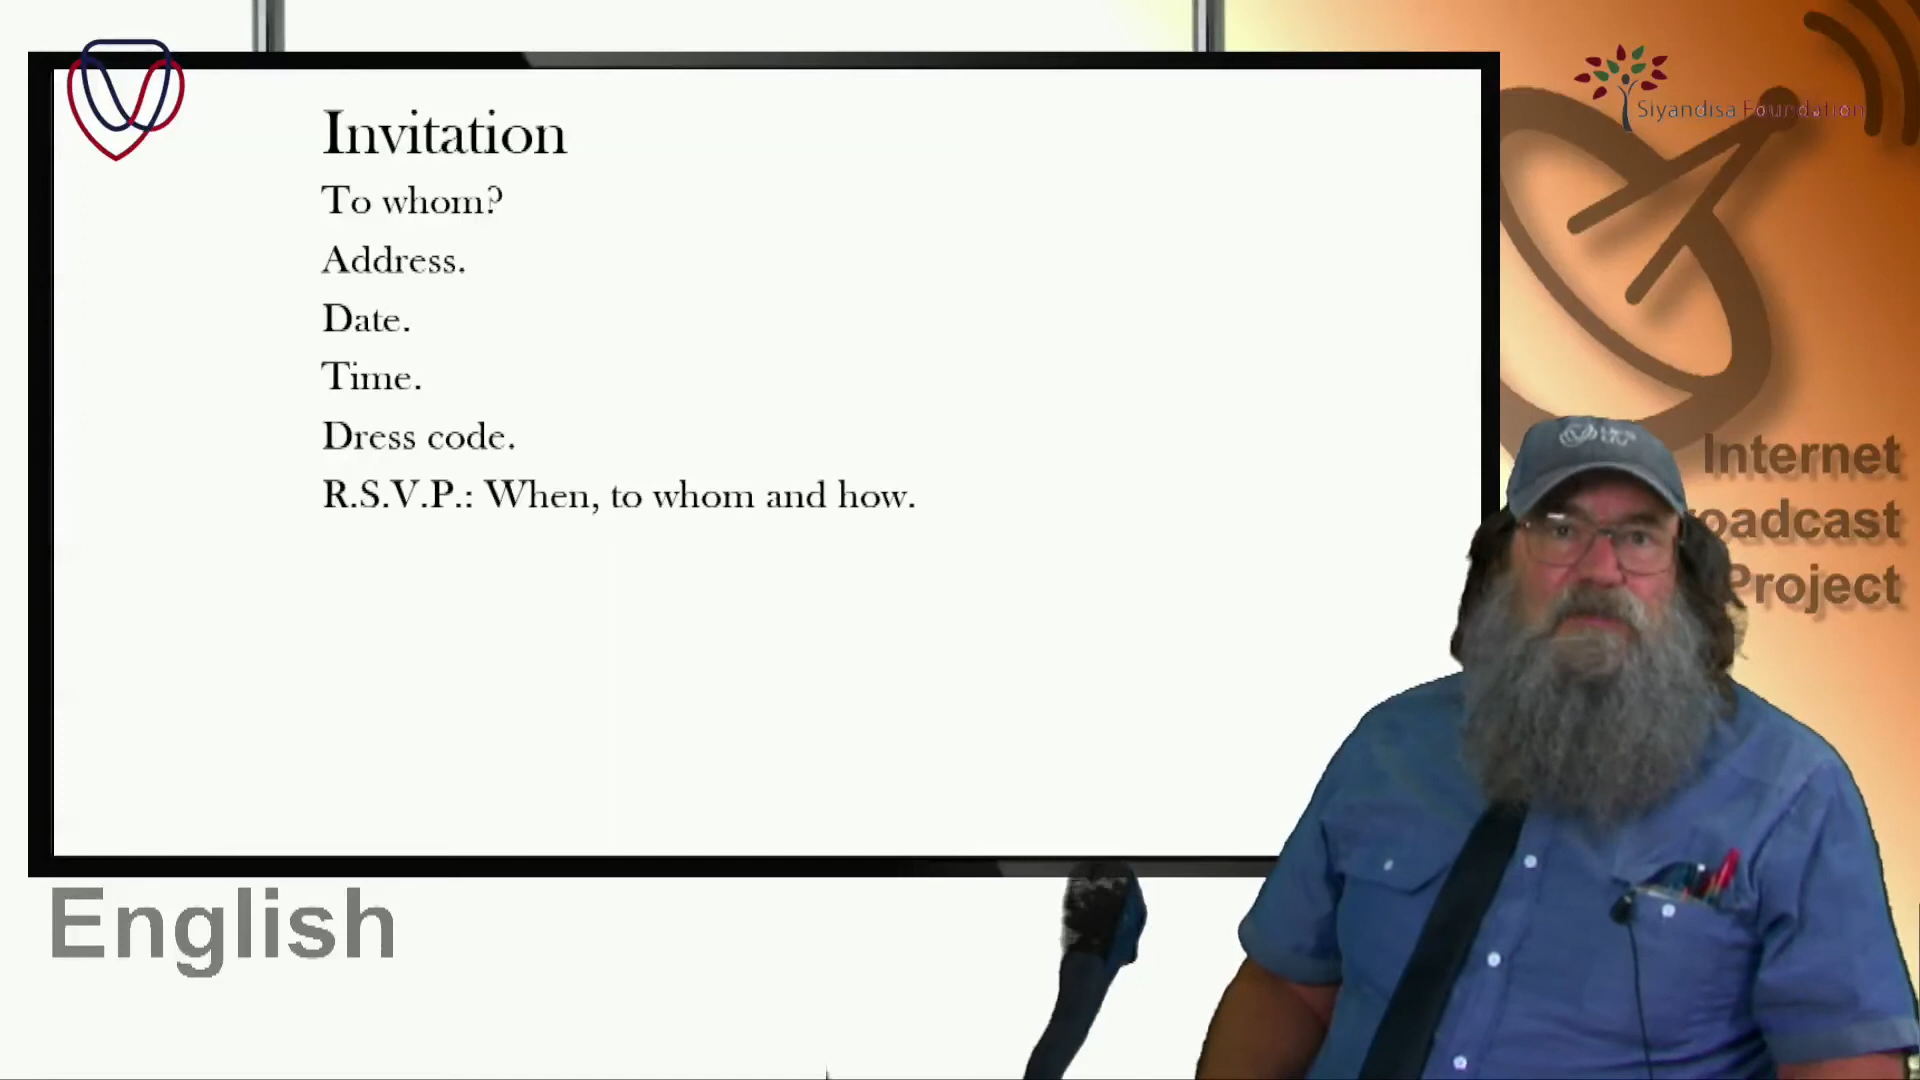 Invitation
To whom?
Address.
Date.
Time.
Dress code.
R.S.V.P.: When, to whom and how.
English
Siyandisa Foundation
Internet
oadcast
Project